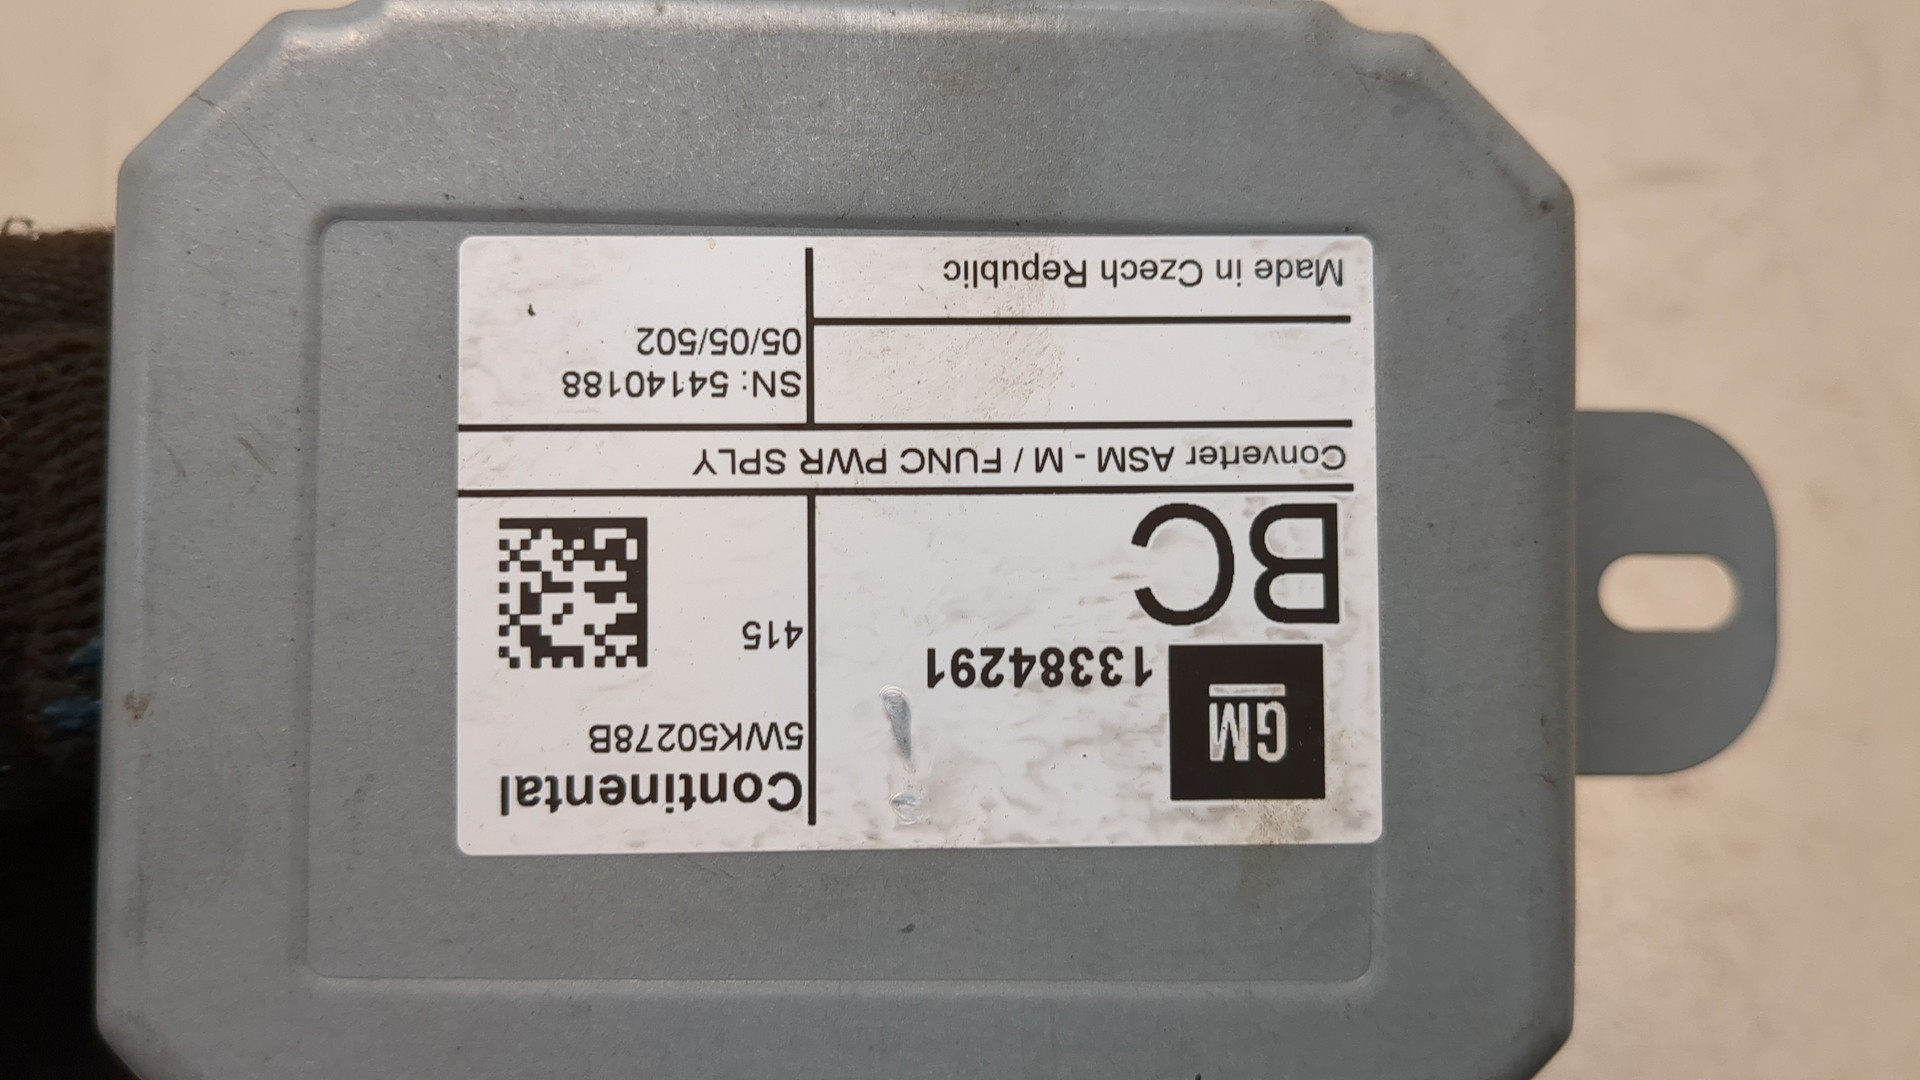 GM
13384291
BC
Continental
5WK50278B
415
Converter ASM - M / FUNC PWR SPLY
SN: 54140188
05/05/502
Made in Czech Republic